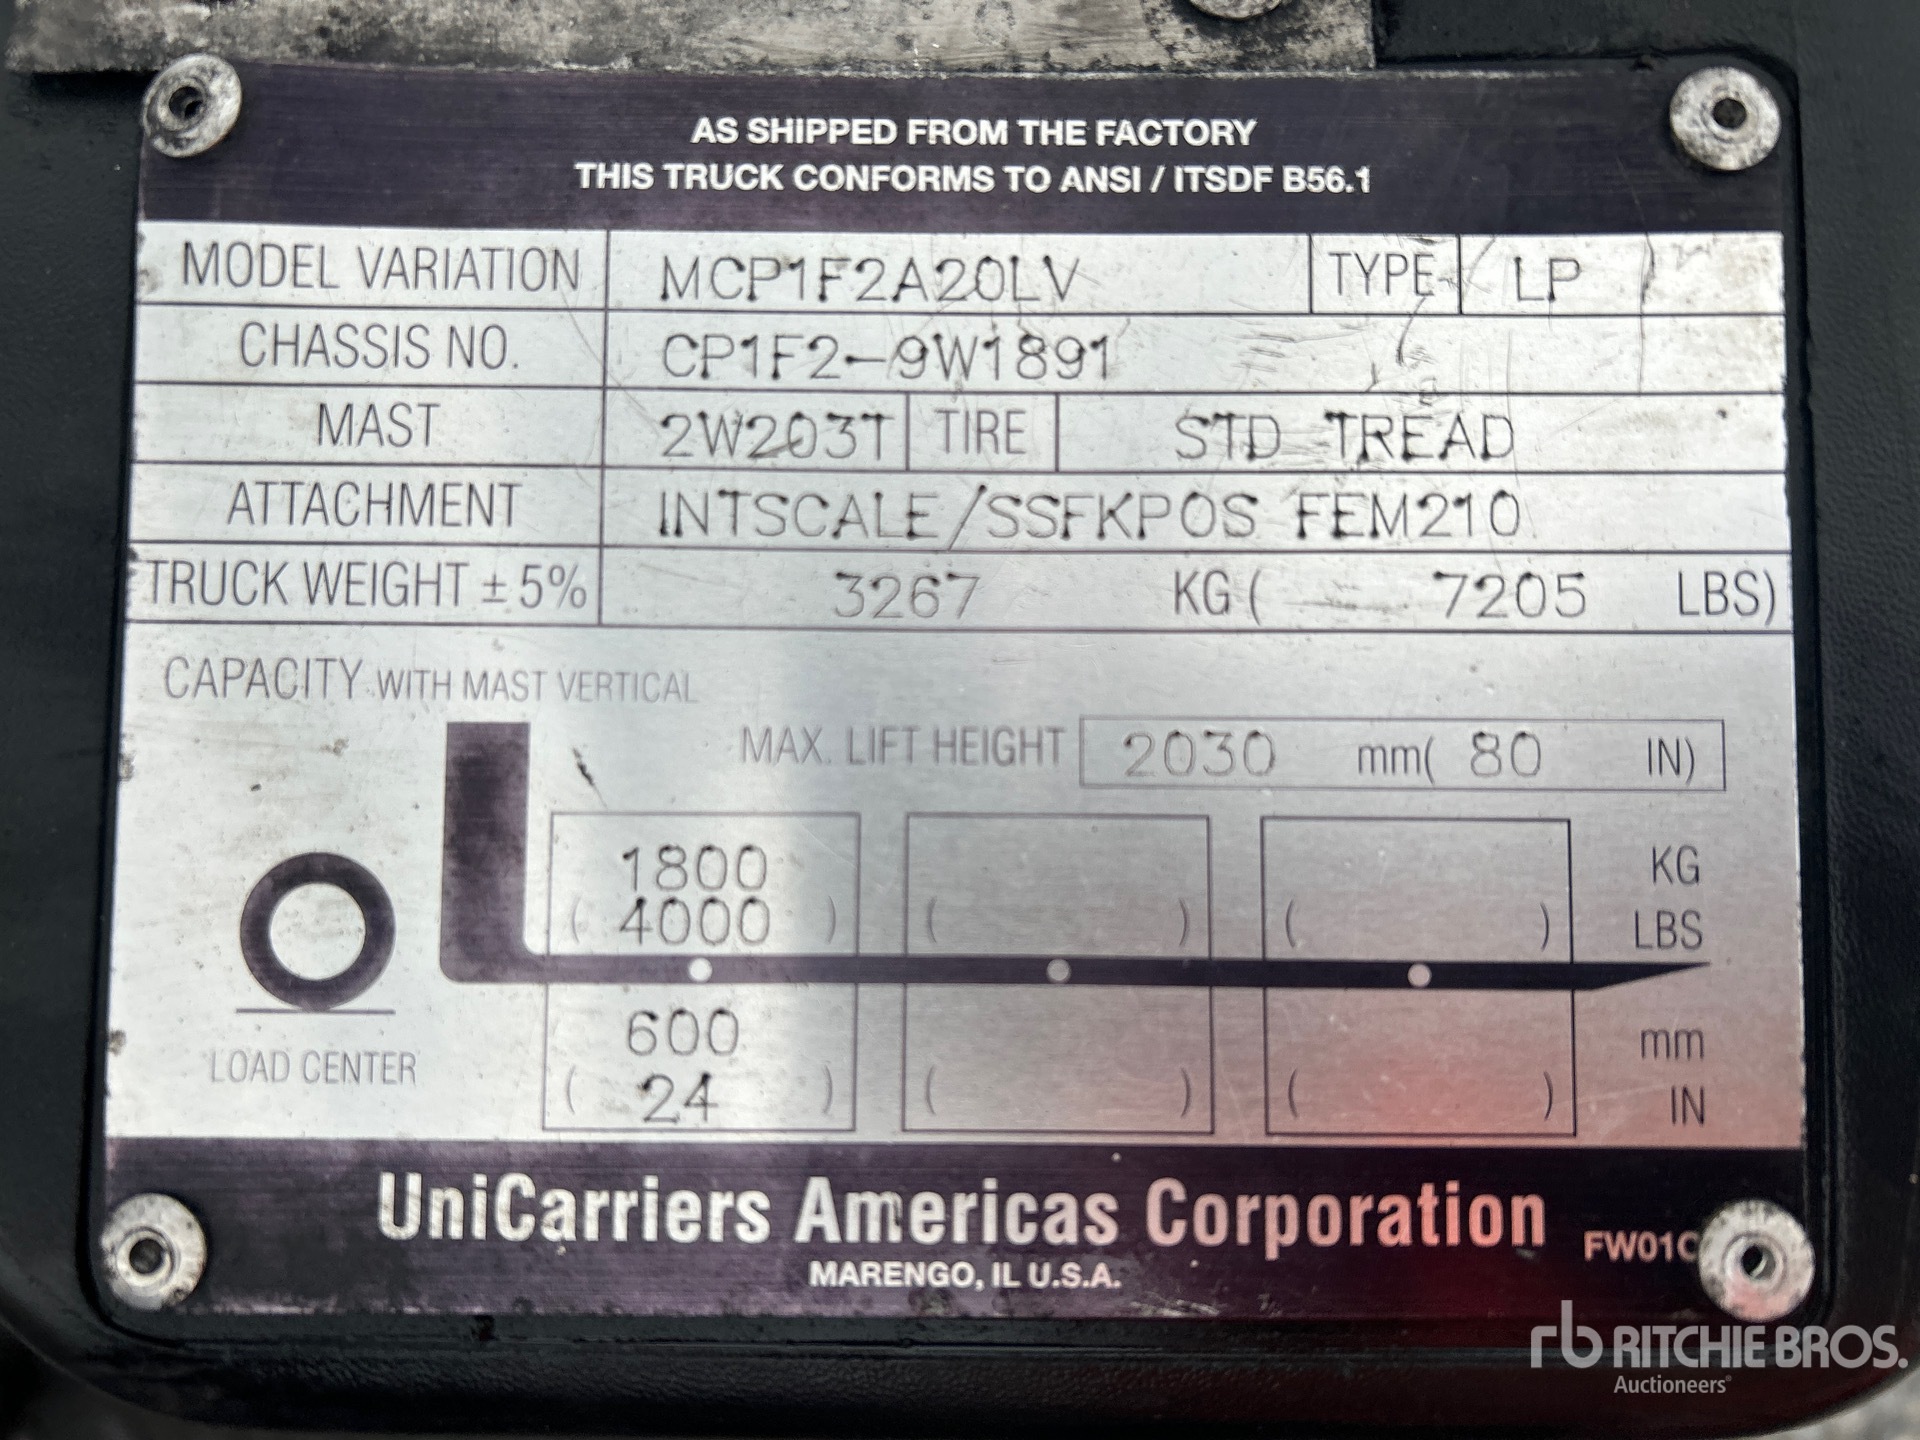 AS SHIPPED FROM THE FACTORY
THIS TRUCK CONFORMS TO ANSI / ITSDF B56.1
MODEL VARIATION MCP1F2A20LV TYPE LP
CHASSIS NO. CP1F2-9W1891
MAST 2W203T TIRE STD TREAD
ATTACHMENT INTSCALE/SSFKPOS FEM210
TRUCK WEIGHT ± 5% 3267 KG ( 7205 LBS)
CAPACITY WITH MAST VERTICAL
MAX. LIFT HEIGHT 2030 mm( 80 IN)
1800 KG
( 4000 ) ( ) ( ) LBS
600 mm
LOAD CENTER ( 24 ) ( ) ( ) IN
UniCarriers Americas Corporation FW01C
MARENGO, IL U.S.A.
rb RITCHIE BROS.
Auctioneers®